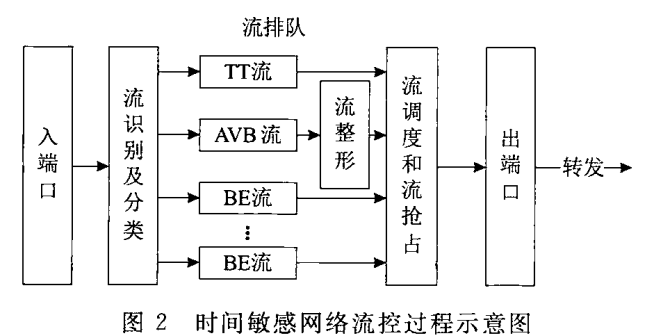 流排队
入端口
流识别及分类
TT流
AVB流
BE流
⋮
BE流
流整形
流调度和流抢占
出端口
转发
图 2 时间敏感网络流控过程示意图